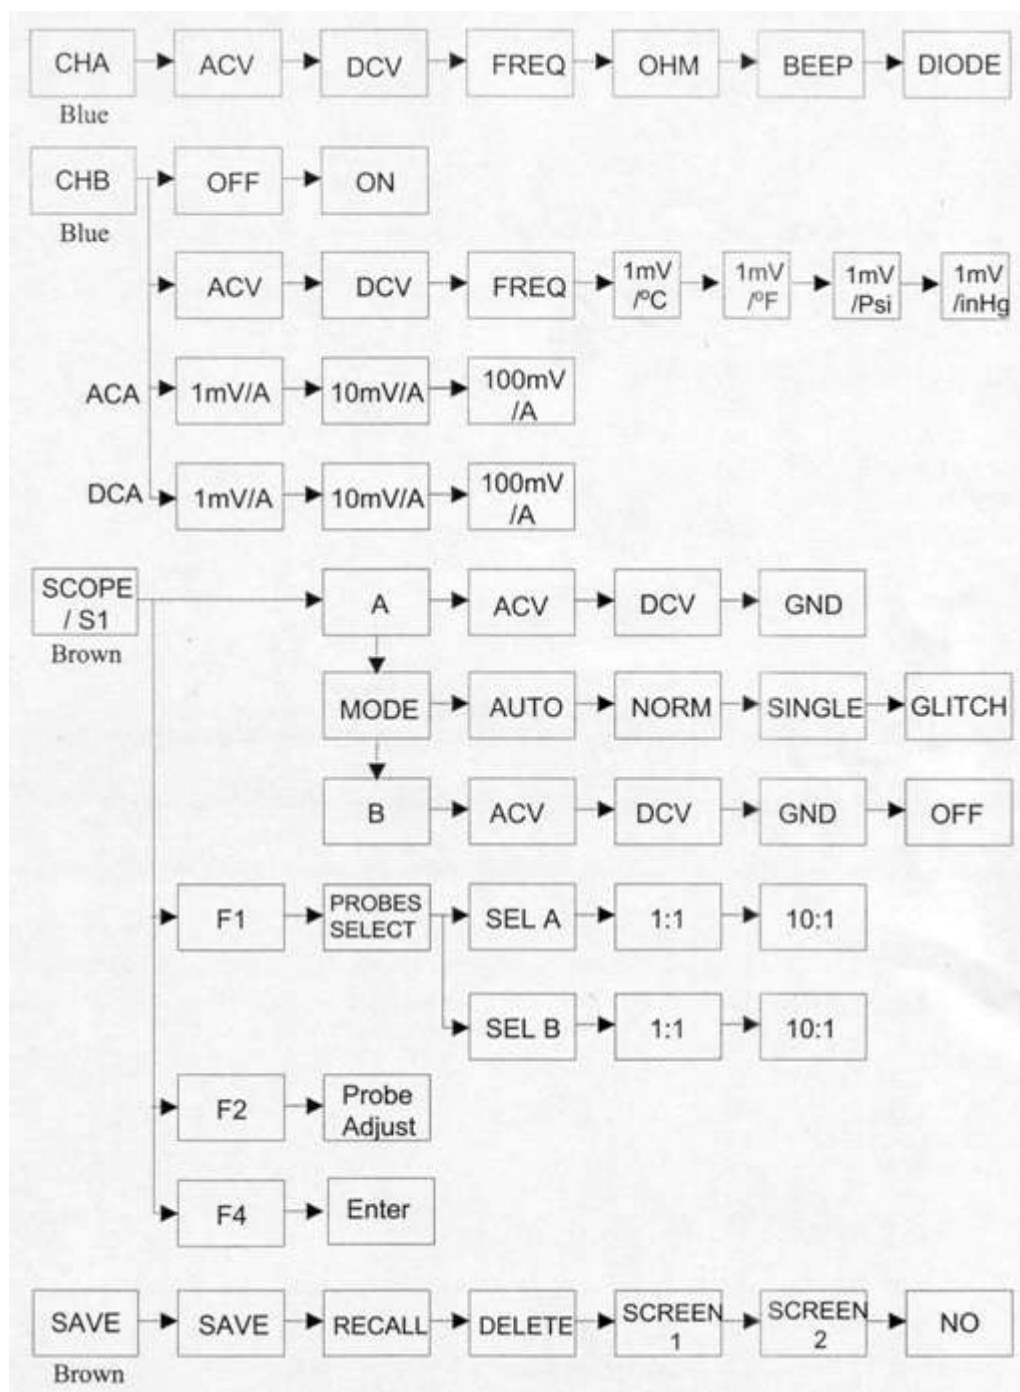 CHA ACV DCV FREQ OHM BEEP DIODE
Blue
CHB OFF ON
Blue
ACV DCV FREQ 1mV 1mV 1mV 1mV
/ºC /ºF /Psi /inHg
ACA 1mV/A 10mV/A 100mV
/A
DCA 1mV/A 10mV/A 100mV
/A
SCOPE
/ S1 A ACV DCV GND
Brown
MODE AUTO NORM SINGLE GLITCH
B ACV DCV GND OFF
F1 PROBES
SELECT SEL A 1:1 10:1
SEL B 1:1 10:1
F2 Probe
Adjust
F4 Enter
SAVE SAVE RECALL DELETE SCREEN
1 SCREEN
2 NO
Brown